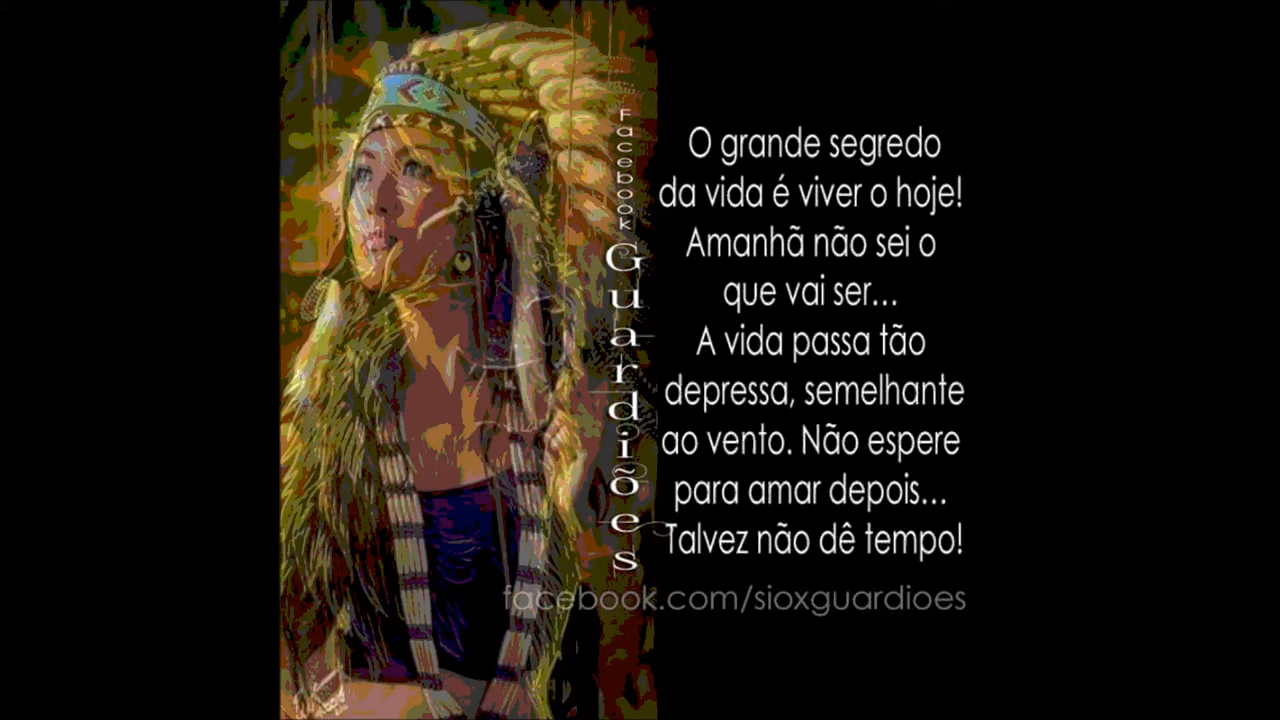 Facebook
Guardiões
O grande segredo
da vida é viver o hoje!
Amanhã não sei o
que vai ser...
A vida passa tão
depressa, semelhante
ao vento. Não espere
para amar depois...
Talvez não dê tempo!
facebook.com/sioxguardioes